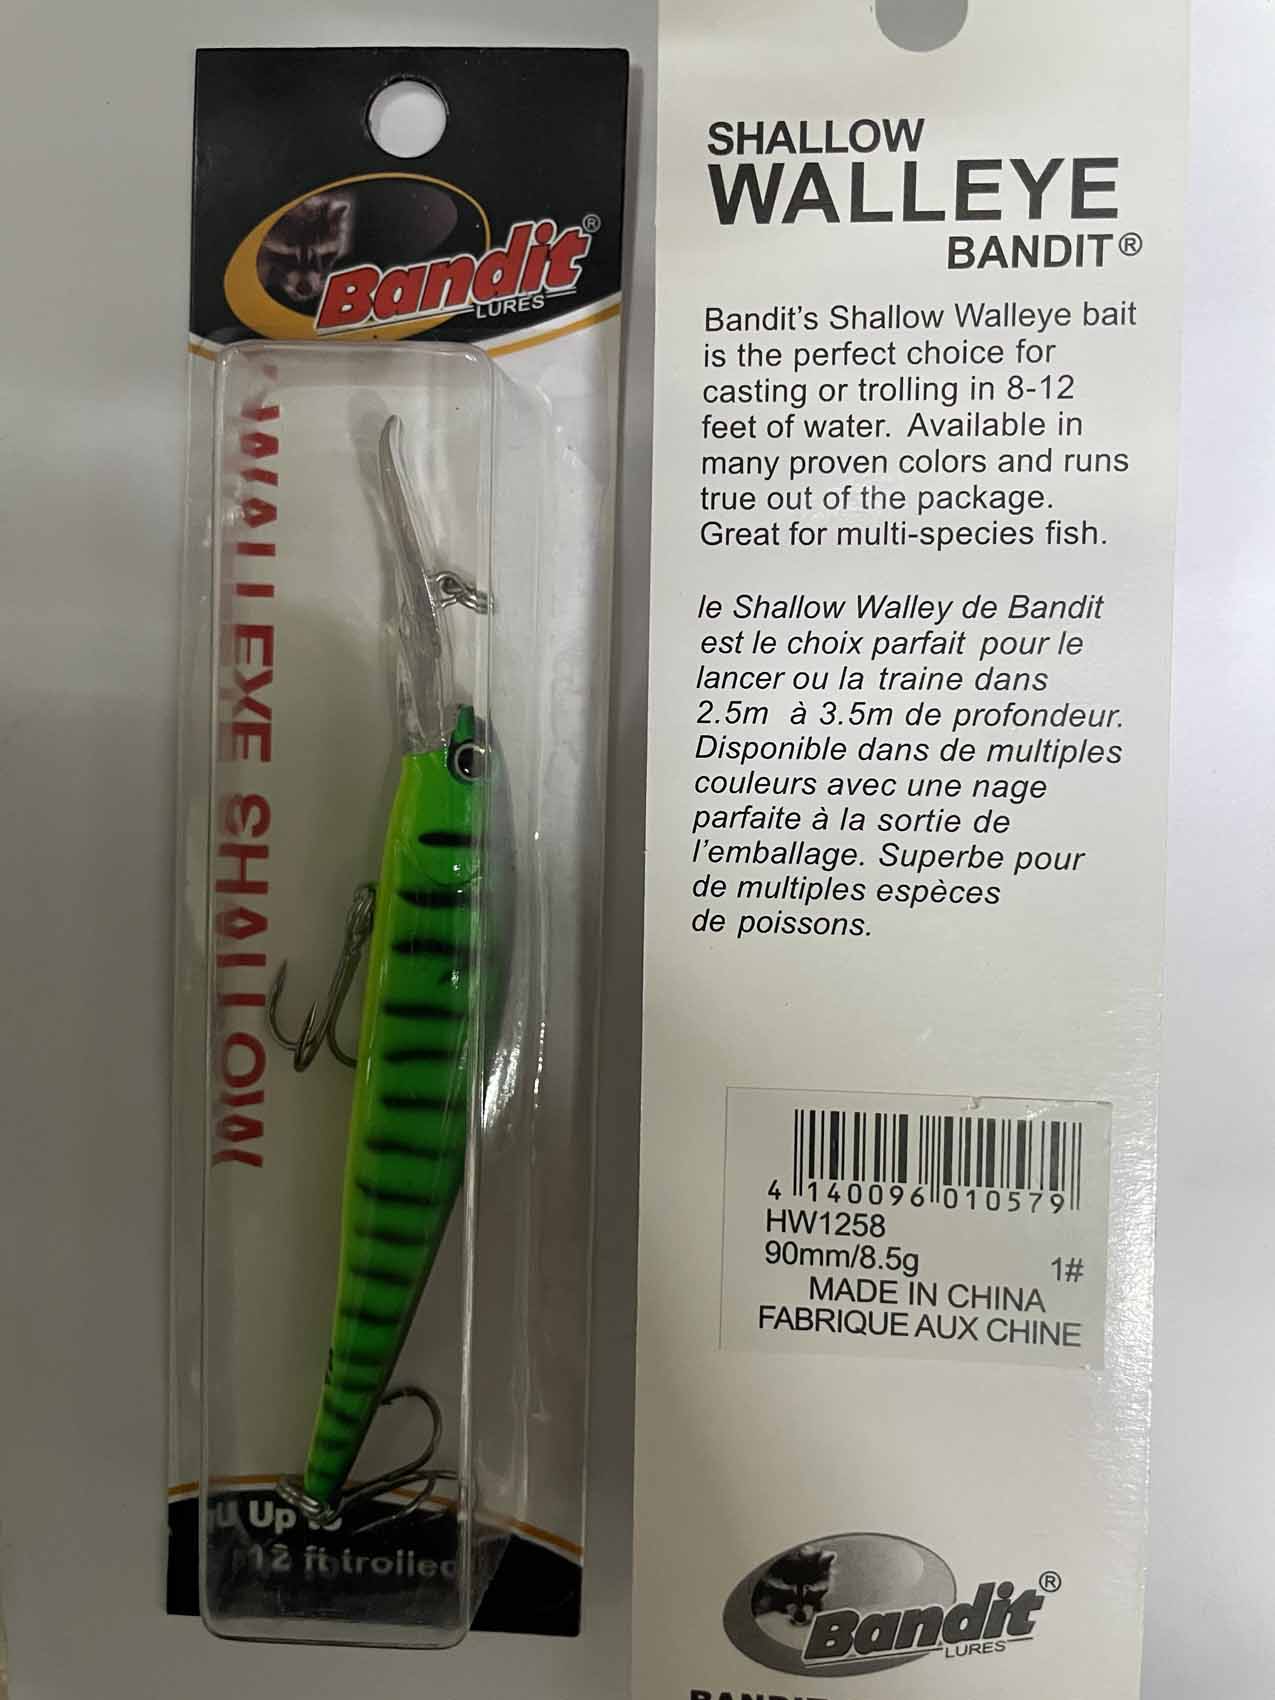 Bandit®
LURES
WALLEYE SHALLOW
Up to
12 ft trolled
SHALLOW
WALLEYE
BANDIT®
Bandit's Shallow Walleye bait
is the perfect choice for
casting or trolling in 8-12
feet of water. Available in
many proven colors and runs
true out of the package.
Great for multi-species fish.
le Shallow Walley de Bandit
est le choix parfait pour le
lancer ou la traine dans
2.5m à 3.5m de profondeur.
Disponible dans de multiples
couleurs avec une nage
parfaite à la sortie de
l'emballage. Superbe pour
de multiples espèces
de poissons.
4 140096 010579
HW1258
90mm/8.5g 1#
MADE IN CHINA
FABRIQUE AUX CHINE
Bandit®
LURES